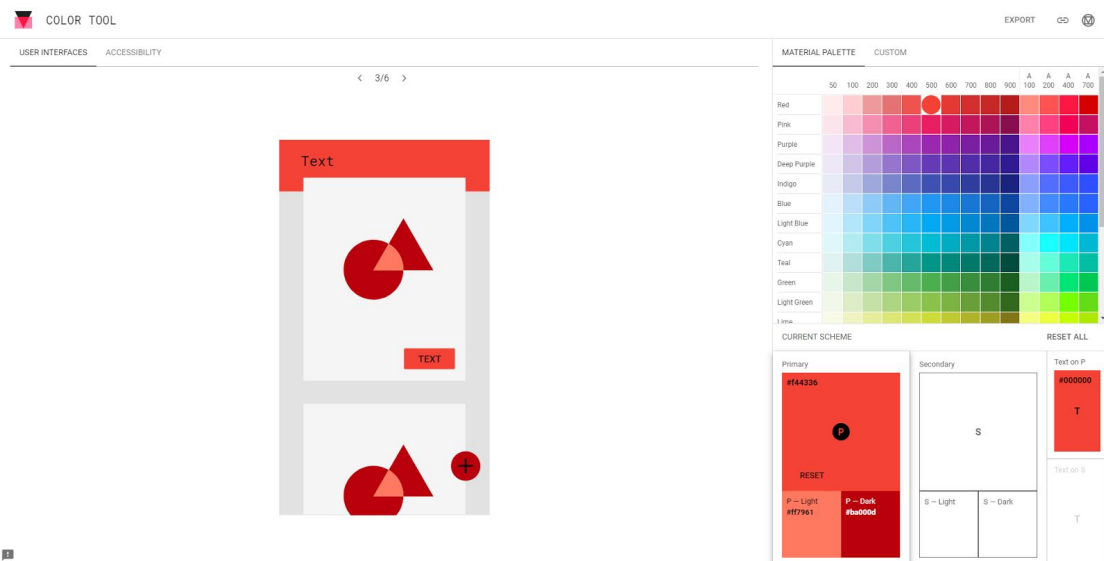 COLOR TOOL
EXPORT
USER INTERFACES ACCESSIBILITY
< 3/6 >
Text
TEXT
MATERIAL PALETTE CUSTOM
50 100 200 300 400 500 600 700 800 900 A 100 A 200 A 400 A 700
Red
Pink
Purple
Deep Purple
Indigo
Blue
Light Blue
Cyan
Teal
Green
Light Green
Lime
CURRENT SCHEME RESET ALL
Primary
#f44336
P
RESET
P — Light
#ff7961
P — Dark
#ba000d
Secondary
S
S — Light
S — Dark
Text on P
#000000
T
Text on S
T